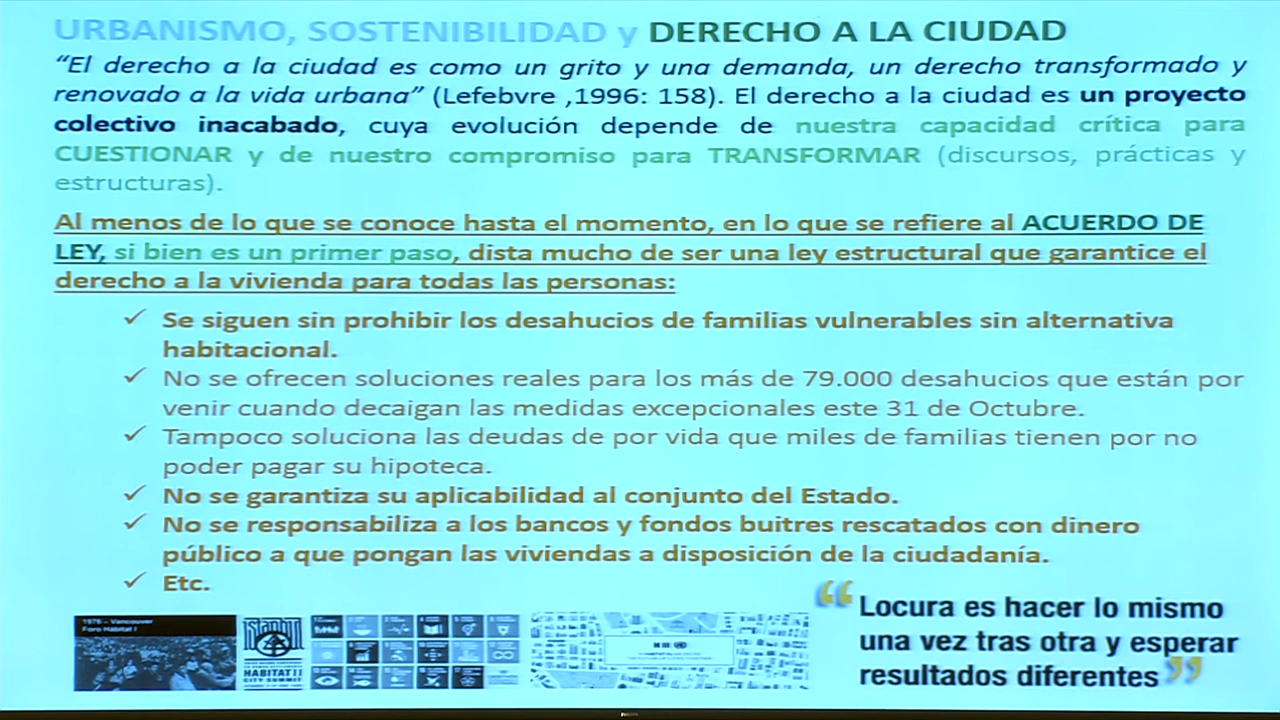 URBANISMO, SOSTENIBILIDAD y DERECHO A LA CIUDAD
“El derecho a la ciudad es como un grito y una demanda, un derecho transformado y
renovado a la vida urbana” (Lefebvre ,1996: 158). El derecho a la ciudad es un proyecto
colectivo inacabado, cuya evolución depende de nuestra capacidad crítica para
CUESTIONAR y de nuestro compromiso para TRANSFORMAR (discursos, prácticas y
estructuras).
Al menos de lo que se conoce hasta el momento, en lo que se refiere al ACUERDO DE
LEY, si bien es un primer paso, dista mucho de ser una ley estructural que garantice el
derecho a la vivienda para todas las personas:
✓ Se siguen sin prohibir los desahucios de familias vulnerables sin alternativa
habitacional.
✓ No se ofrecen soluciones reales para los más de 79.000 desahucios que están por
venir cuando decaigan las medidas excepcionales este 31 de Octubre.
✓ Tampoco soluciona las deudas de por vida que miles de familias tienen por no
poder pagar su hipoteca.
✓ No se garantiza su aplicabilidad al conjunto del Estado.
✓ No se responsabiliza a los bancos y fondos buitres rescatados con dinero
público a que pongan las viviendas a disposición de la ciudadanía.
✓ Etc.
“Locura es hacer lo mismo
una vez tras otra y esperar
resultados diferentes”
1976 - Vancouver
Foro Hábitat I
istanbul
HABITAT II
CITY SUMMIT